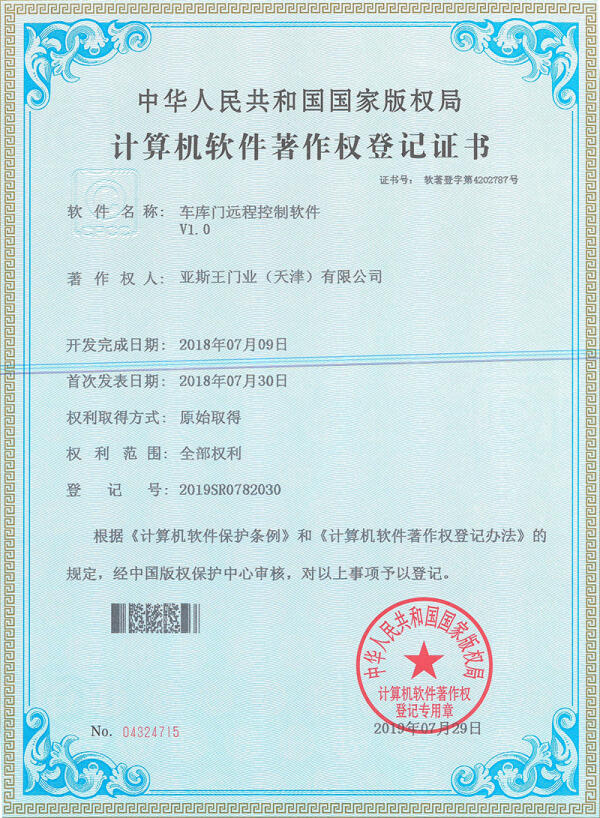 中华人民共和国国家版权局
计算机软件著作权登记证书
证书号： 软著登字第4202787号
CPCC
软件名称： 车库门远程控制软件
V1.0
著作权人： 亚斯王门业（天津）有限公司
开发完成日期： 2018年07月09日
首次发表日期： 2018年07月30日
权利取得方式： 原始取得
权利范围： 全部权利
登记号： 2019SR0782030
根据《计算机软件保护条例》和《计算机软件著作权登记办法》的
规定，经中国版权保护中心审核，对以上事项予以登记。
中华人民共和国国家版权局
计算机软件著作权
登记专用章
No. 04324715
2019年07月29日